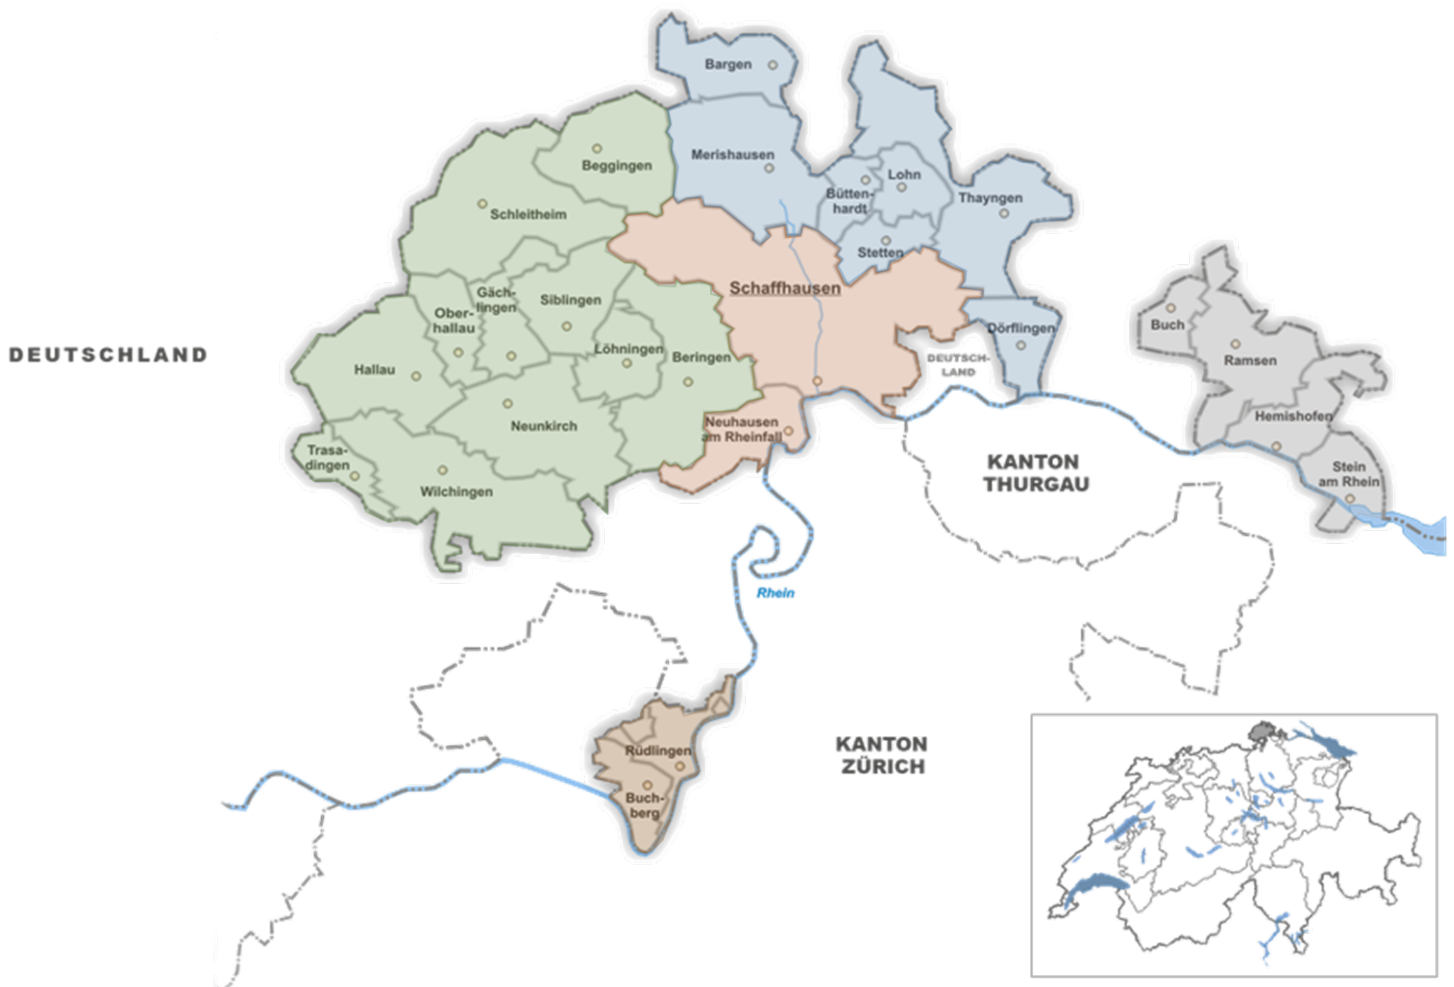 Bargen
Merishausen
Beggingen
Lohn
Bütten-
hardt
Thayngen
Schleitheim
Stetten
Schaffhausen
Gäch-
lingen
Siblingen
Ober-
hallau
Buch
Dörflingen
Löhningen
Beringen
DEUTSCHLAND
DEUTSCH-
LAND
Ramsen
Hallau
Hemishofen
Neuhausen
am Rheinfall
Neunkirch
Trasa-
dingen
KANTON
THURGAU
Stein
am Rhein
Wilchingen
Rhein
Rüdlingen
KANTON
ZÜRICH
Buch-
berg